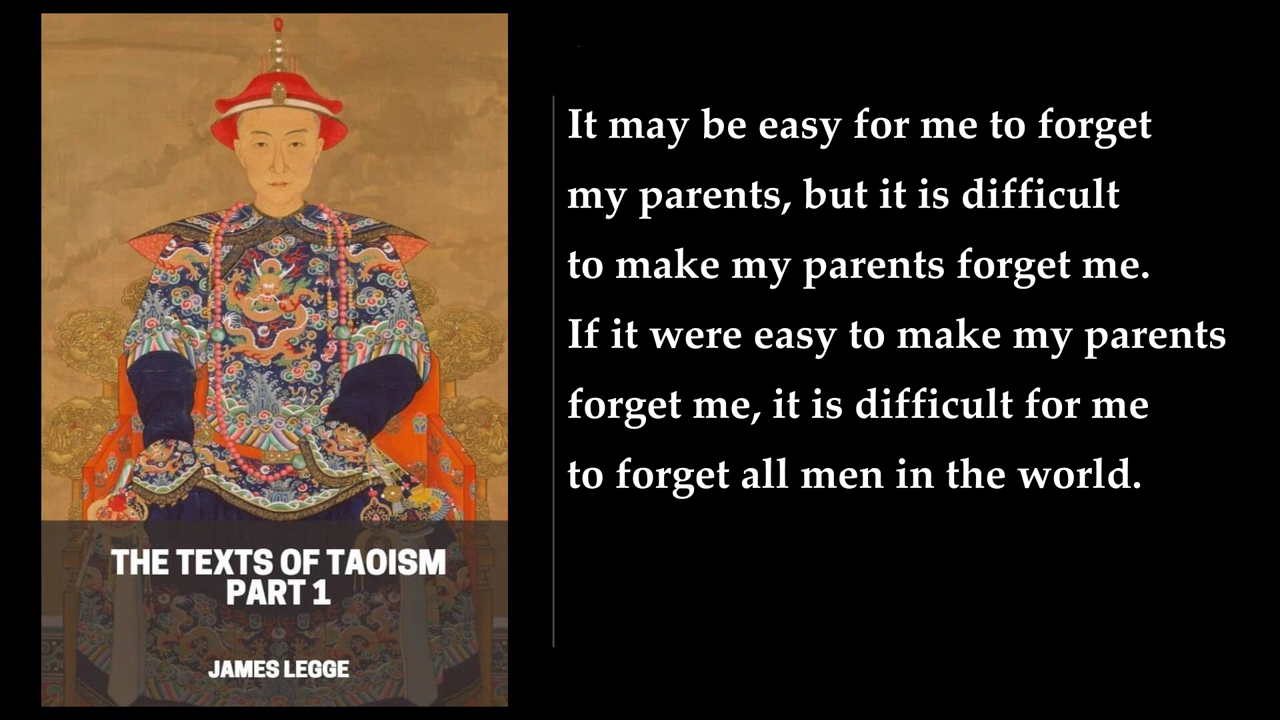 It may be easy for me to forget
my parents, but it is difficult
to make my parents forget me.
If it were easy to make my parents
forget me, it is difficult for me
to forget all men in the world.
THE TEXTS OF TAOISM
PART 1
JAMES LEGGE